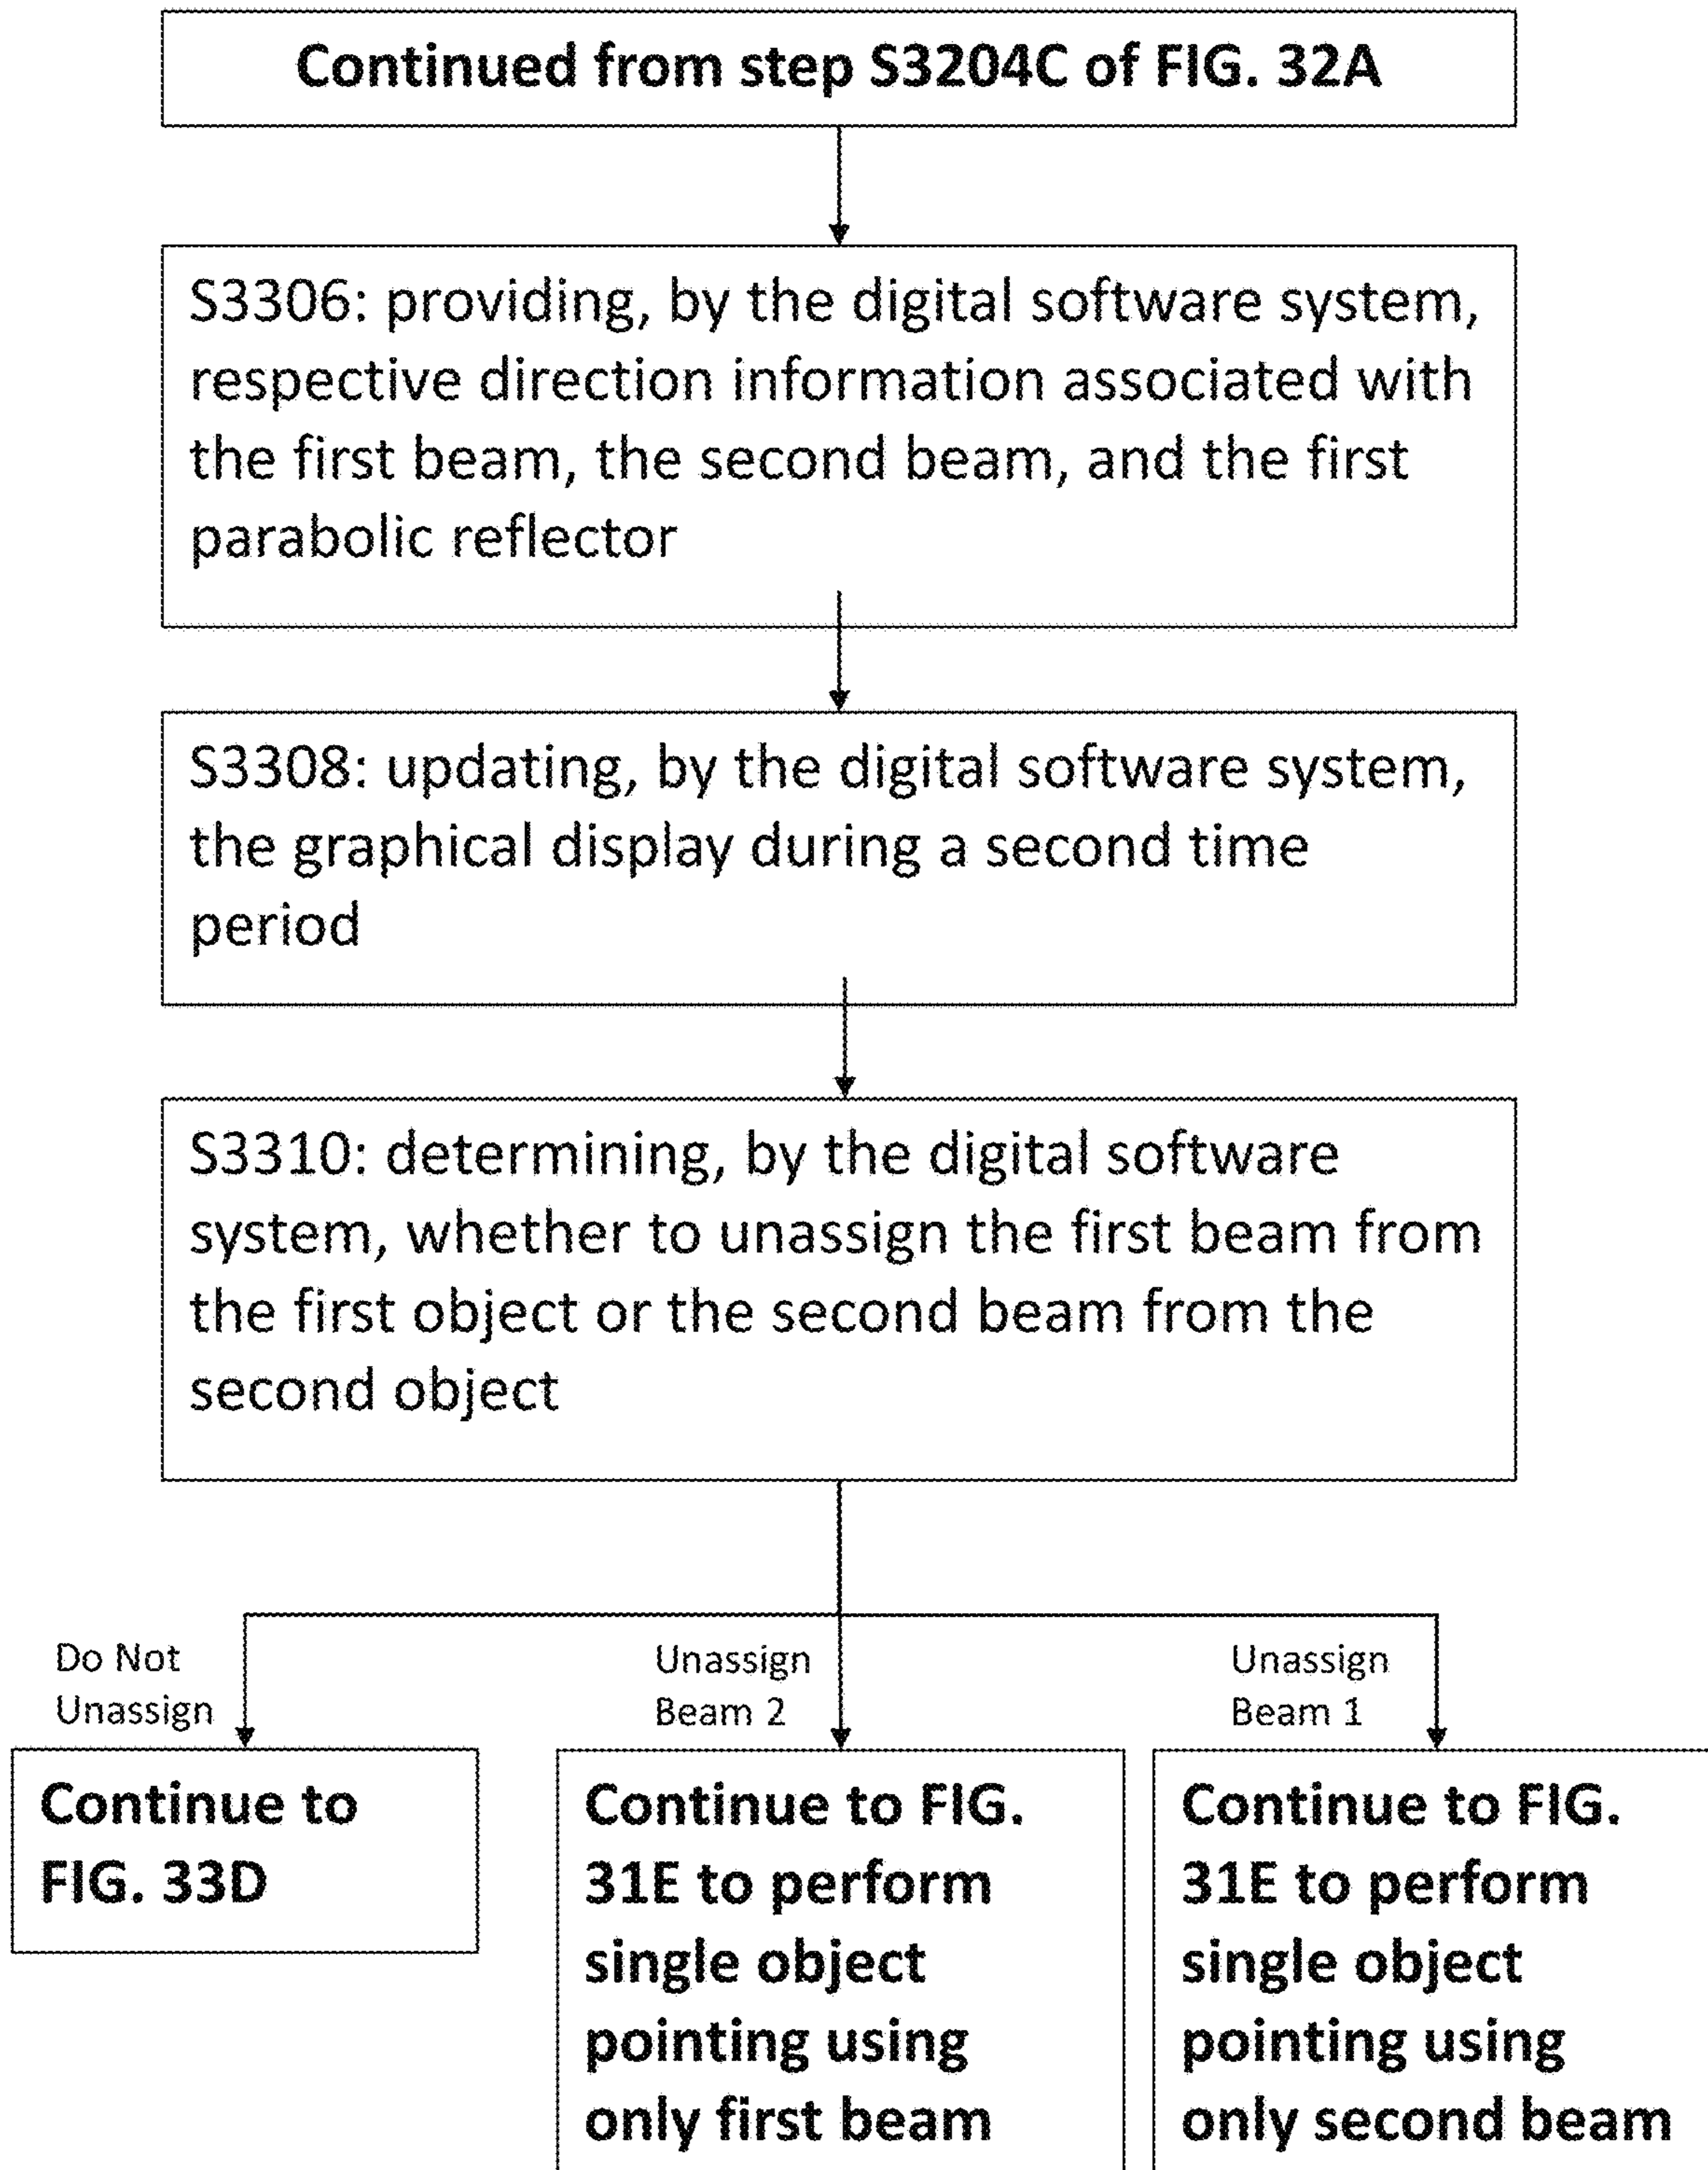 Continued from step S3204C of FIG. 32A
S3306: providing, by the digital software system,
respective direction information associated with
the first beam, the second beam, and the first
parabolic reflector
S3308: updating, by the digital software system,
the graphical display during a second time
period
S3310: determining, by the digital software
system, whether to unassign the first beam from
the first object or the second beam from the
second object
Do Not
Unassign
Unassign
Beam 2
Unassign
Beam 1
Continue to
FIG. 33D
Continue to FIG.
31E to perform
single object
pointing using
only first beam
Continue to FIG.
31E to perform
single object
pointing using
only second beam